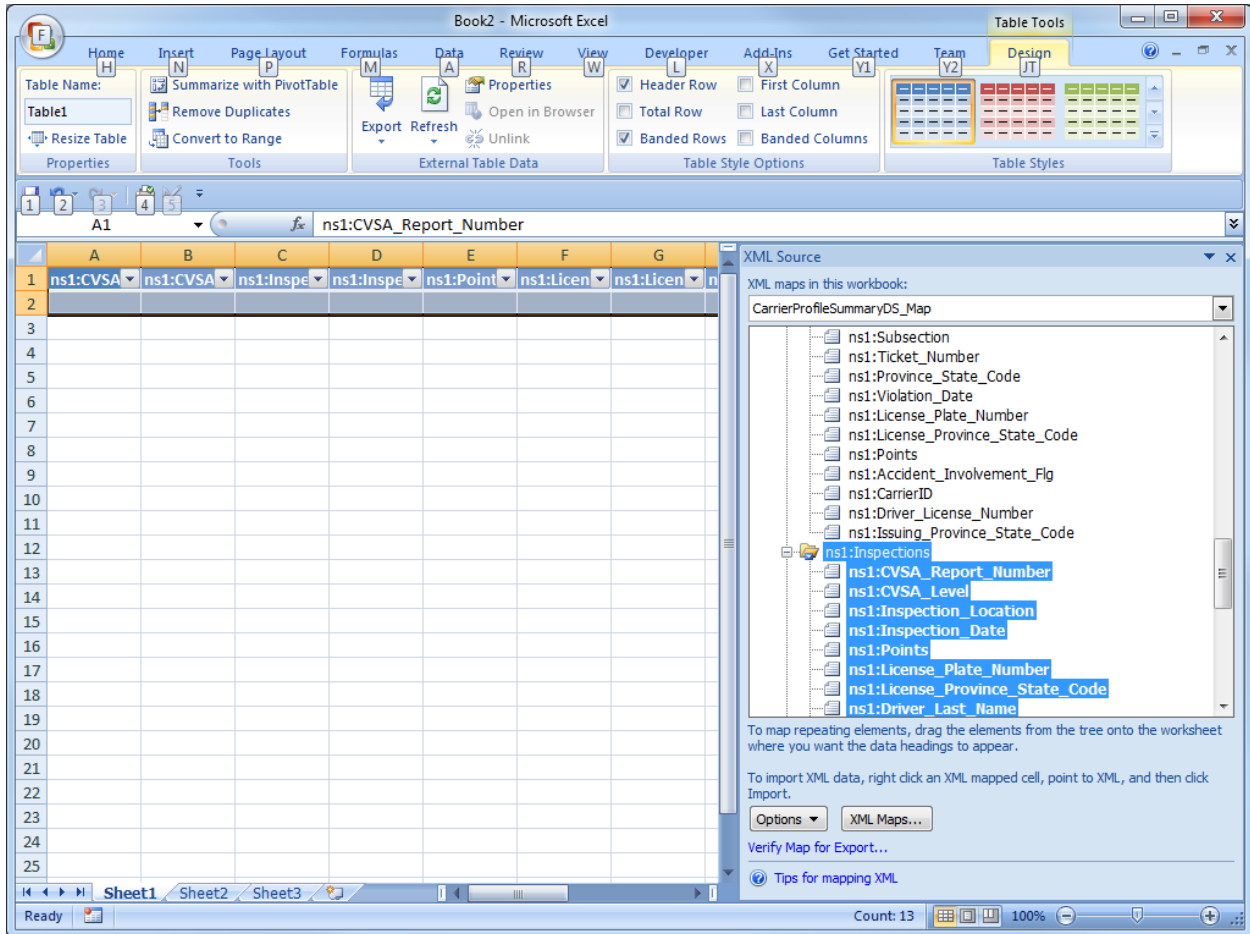 Book2 - Microsoft Excel
Table Tools
F
Home Insert Page Layout Formulas Data Review View Developer Add-Ins Get Started Team Design
H N P M A R W L X Y1 Y2 JT
Table Name:
Table1
Resize Table
Properties
Summarize with PivotTable
Remove Duplicates
Convert to Range
Tools
Export
Refresh
Properties
Open in Browser
Unlink
External Table Data
Header Row
Total Row
Banded Rows
First Column
Last Column
Banded Columns
Table Style Options
Table Styles
1 2 3 4 5
A1
fx
ns1:CVSA_Report_Number
A B C D E F G
1 ns1:CVSA ns1:CVSA ns1:Inspe ns1:Inspe ns1:Point ns1:Licen ns1:Licen n
2
3
4
5
6
7
8
9
10
11
12
13
14
15
16
17
18
19
20
21
22
23
24
25
XML Source
XML maps in this workbook:
CarrierProfileSummaryDS_Map
ns1:Subsection
ns1:Ticket_Number
ns1:Province_State_Code
ns1:Violation_Date
ns1:License_Plate_Number
ns1:License_Province_State_Code
ns1:Points
ns1:Accident_Involvement_Flg
ns1:CarrierID
ns1:Driver_License_Number
ns1:Issuing_Province_State_Code
ns1:Inspections
ns1:CVSA_Report_Number
ns1:CVSA_Level
ns1:Inspection_Location
ns1:Inspection_Date
ns1:Points
ns1:License_Plate_Number
ns1:License_Province_State_Code
ns1:Driver_Last_Name
To map repeating elements, drag the elements from the tree onto the worksheet
where you want the data headings to appear.
To import XML data, right click an XML mapped cell, point to XML, and then click
Import.
Options
XML Maps...
Verify Map for Export...
Tips for mapping XML
Sheet1 Sheet2 Sheet3
Ready
Count: 13
100%